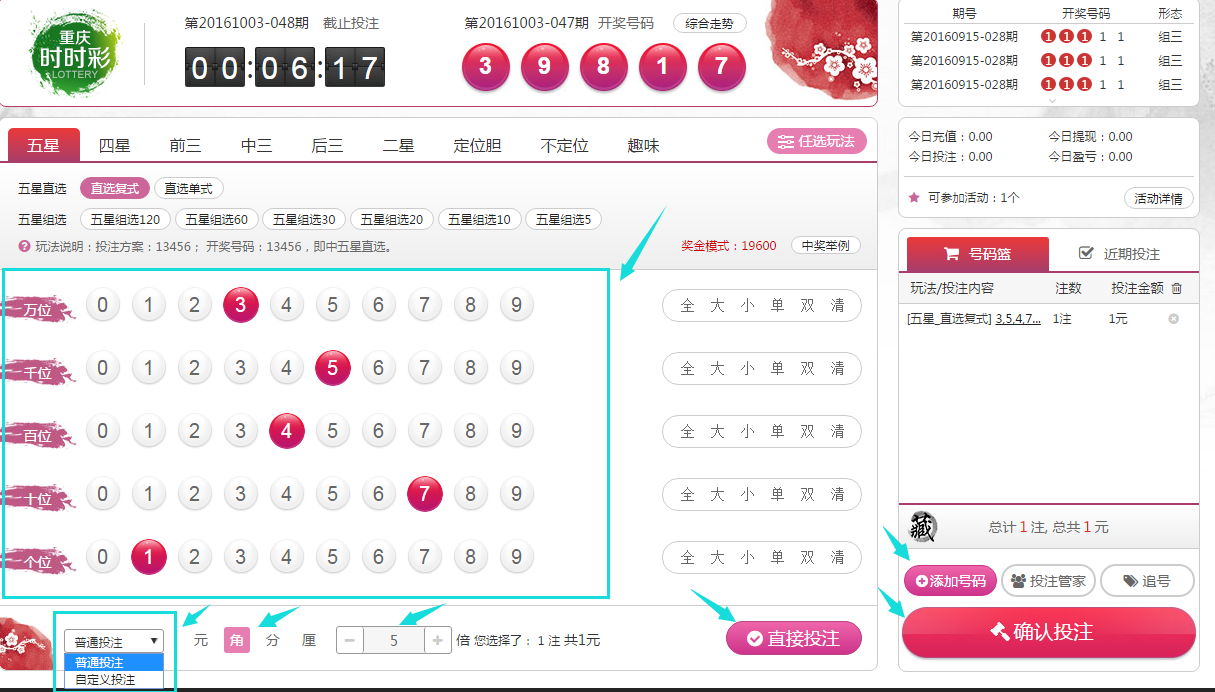 重庆
时时彩
LOTTERY
第20161003-048期 截止投注
00:06:17
第20161003-047期 开奖号码 综合走势
3 9 8 1 7
期号 开奖号码 形态
第20160915-028期 1 1 1 1 1 组三
第20160915-028期 1 1 1 1 1 组三
第20160915-028期 1 1 1 1 1 组三
五星 四星 前三 中三 后三 二星 定位胆 不定位 趣味 任选玩法
五星直选 直选复式 直选单式
五星组选 五星组选120 五星组选60 五星组选30 五星组选20 五星组选10 五星组选5
? 玩法说明：投注方案：13456； 开奖号码：13456，即中五星直选。 奖金模式：19600 中奖举例
万位 0 1 2 3 4 5 6 7 8 9 全 大 小 单 双 清
千位 0 1 2 3 4 5 6 7 8 9 全 大 小 单 双 清
百位 0 1 2 3 4 5 6 7 8 9 全 大 小 单 双 清
十位 0 1 2 3 4 5 6 7 8 9 全 大 小 单 双 清
个位 0 1 2 3 4 5 6 7 8 9 全 大 小 单 双 清
普通投注 元 角 分 厘 − 5 + 倍 您选择了： 1 注 共1元 直接投注
普通投注
自定义投注
今日充值：0.00 今日提现：0.00
今日投注：0.00 今日盈亏：0.00
可参加活动：1个 活动详情
号码篮 近期投注
玩法/投注内容 注数 投注金额
[五星_直选复式] 3,5,4,7... 1注 1元
藏 总计 1 注, 总共 1 元
添加号码 投注管家 追号
确认投注